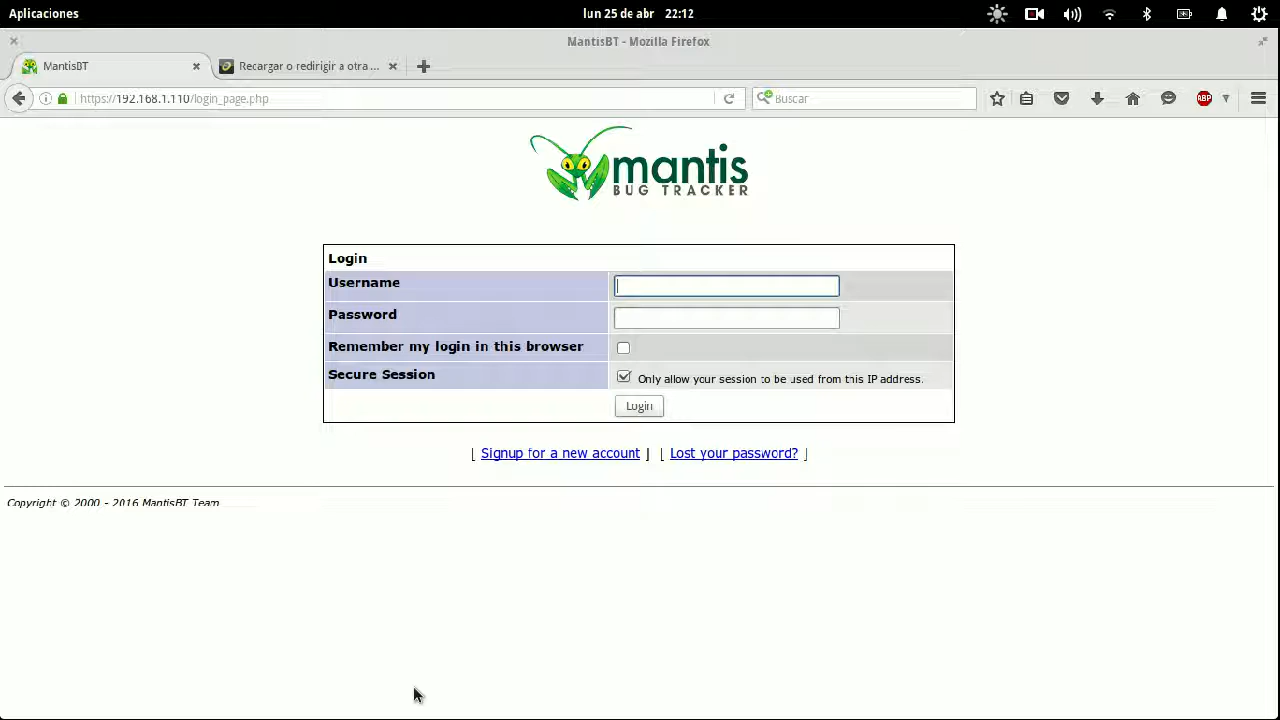 Aplicaciones lun 25 de abr 22:12
MantisBT - Mozilla Firefox
MantisBT Recargar o redirigir a otra ...
https://192.168.1.110/login_page.php Buscar ABP
mantis
BUG TRACKER
Login
Username
Password
Remember my login in this browser
Secure Session Only allow your session to be used from this IP address.
Login
[ Signup for a new account ] [ Lost your password? ]
Copyright © 2000 - 2016 MantisBT Team